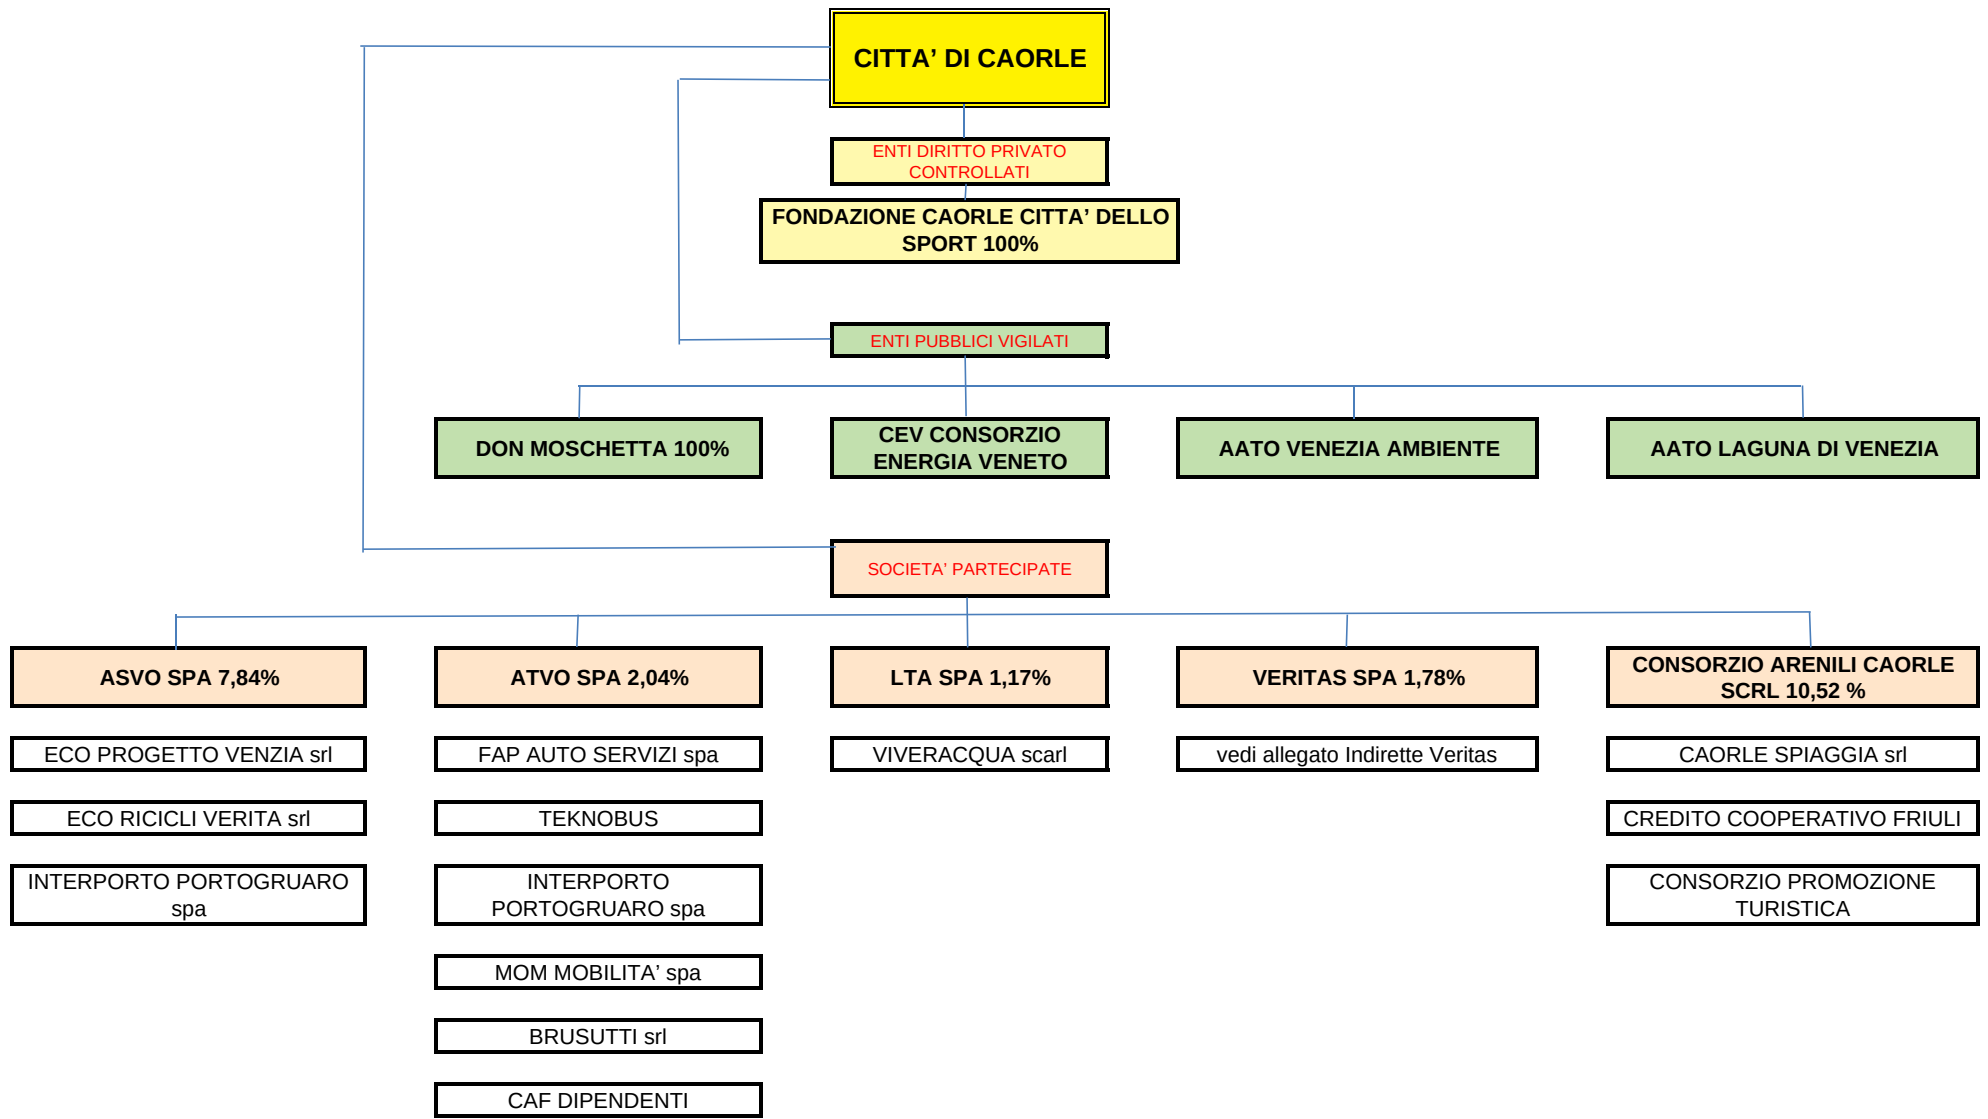 CITTA’ DI CAORLE
ENTI DIRITTO PRIVATO
CONTROLLATI
FONDAZIONE CAORLE CITTA’ DELLO
SPORT 100%
ENTI PUBBLICI VIGILATI
DON MOSCHETTA 100%
CEV CONSORZIO
ENERGIA VENETO
AATO VENEZIA AMBIENTE
AATO LAGUNA DI VENEZIA
SOCIETA’ PARTECIPATE
ASVO SPA 7,84%
ATVO SPA 2,04%
LTA SPA 1,17%
VERITAS SPA 1,78%
CONSORZIO ARENILI CAORLE
SCRL 10,52 %
ECO PROGETTO VENZIA srl
FAP AUTO SERVIZI spa
VIVERACQUA scarl
vedi allegato Indirette Veritas
CAORLE SPIAGGIA srl
ECO RICICLI VERITA srl
TEKNOBUS
CREDITO COOPERATIVO FRIULI
INTERPORTO PORTOGRUARO
spa
INTERPORTO
PORTOGRUARO spa
CONSORZIO PROMOZIONE
TURISTICA
MOM MOBILITA’ spa
BRUSUTTI srl
CAF DIPENDENTI